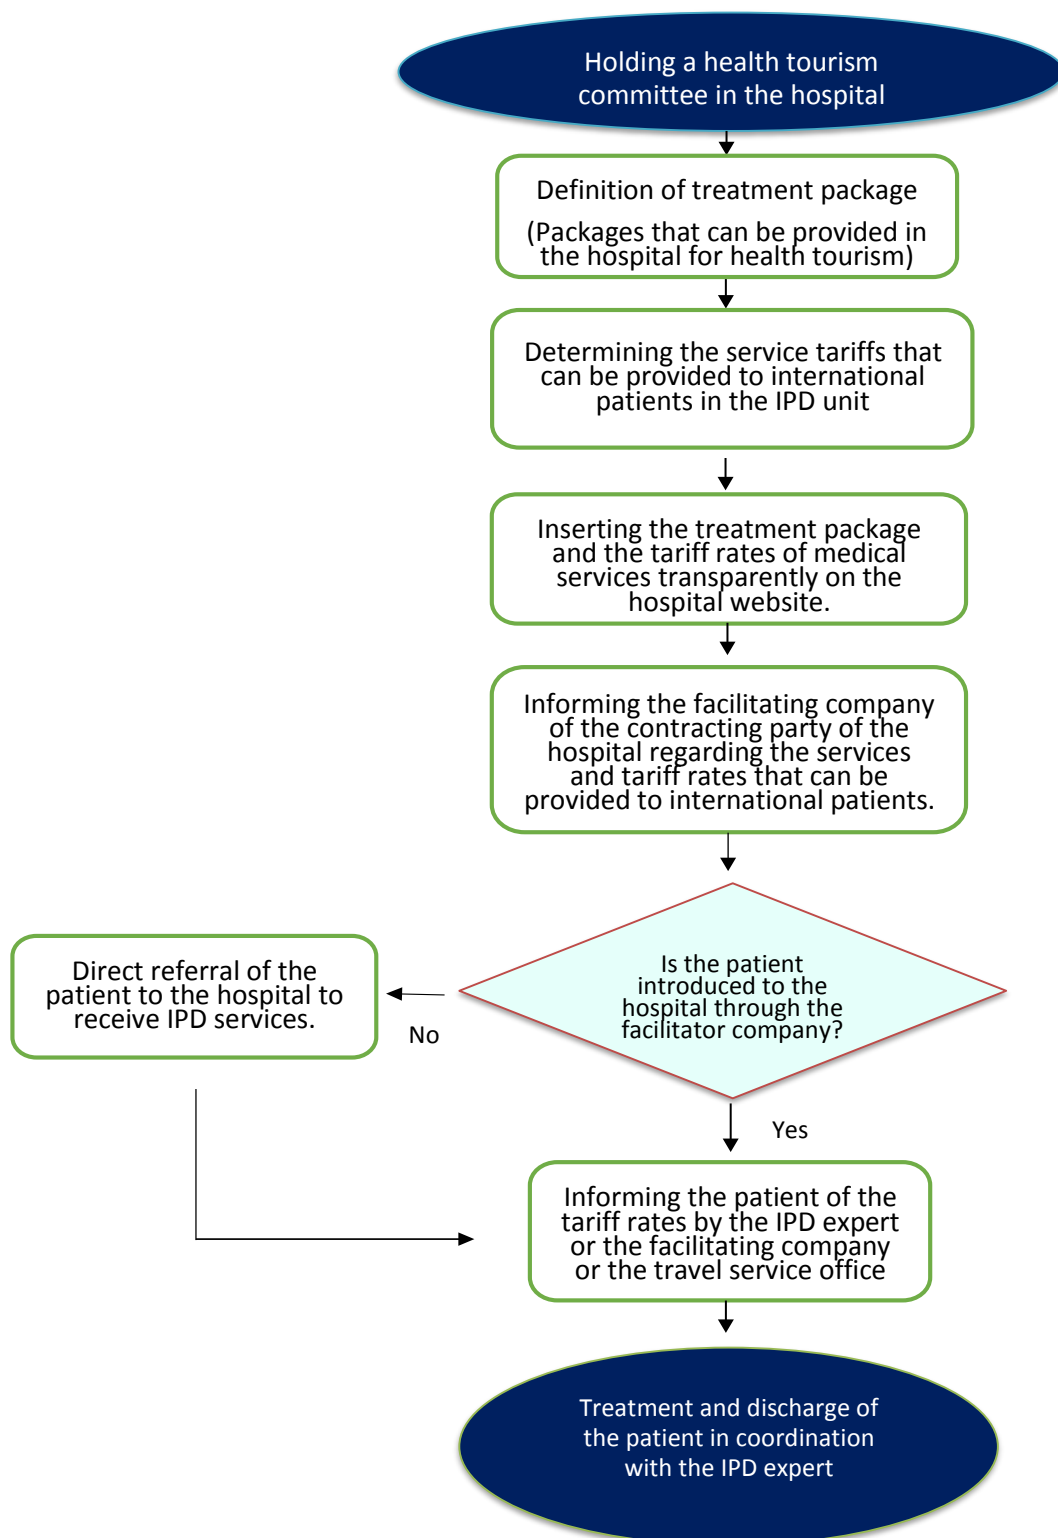 Holding a health tourism
committee in the hospital
Definition of treatment package
(Packages that can be provided in
the hospital for health tourism)
Determining the service tariffs that
can be provided to international
patients in the IPD unit
Inserting the treatment package
and the tariff rates of medical
services transparently on the
hospital website.
Informing the facilitating company
of the contracting party of the
hospital regarding the services
and tariff rates that can be
provided to international patients.
Is the patient
introduced to the
hospital through the
facilitator company?
No
Direct referral of the
patient to the hospital to
receive IPD services.
Yes
Informing the patient of the
tariff rates by the IPD expert
or the facilitating company
or the travel service office
Treatment and discharge of
the patient in coordination
with the IPD expert